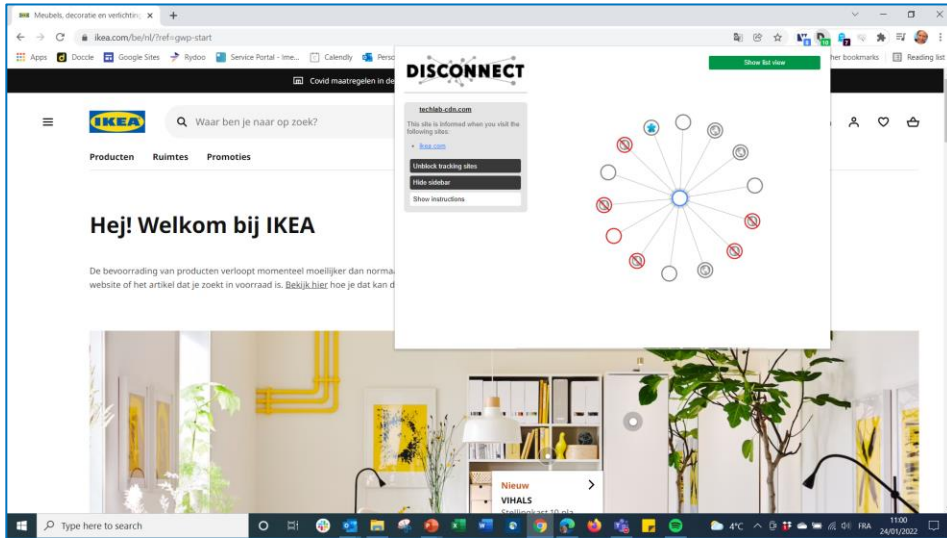 Meubels, decoratie en verlichting
ikea.com/be/nl/?ref=gwp-start
Apps Doccle Google Sites Rydoo Service Portal - Ime... Calendly Perso
her bookmarks Reading list
Covid maatregelen in de
IKEA
Waar ben je naar op zoek?
Producten Ruimtes Promoties
Hej! Welkom bij IKEA
De bevoorrading van producten verloopt momenteel moeilijker dan norma
website of het artikel dat je zoekt in voorraad is. Bekijk hier hoe je dat kan d
DISCONNECT
Show list view
techlab-cdn.com
This site is informed when you visit the
following sites:
ikea.com
Unblock tracking sites
Hide sidebar
Show instructions
Nieuw
VIHALS
Stellingkast 10 pla
Type here to search
4°C
FRA
11:00
24/01/2022